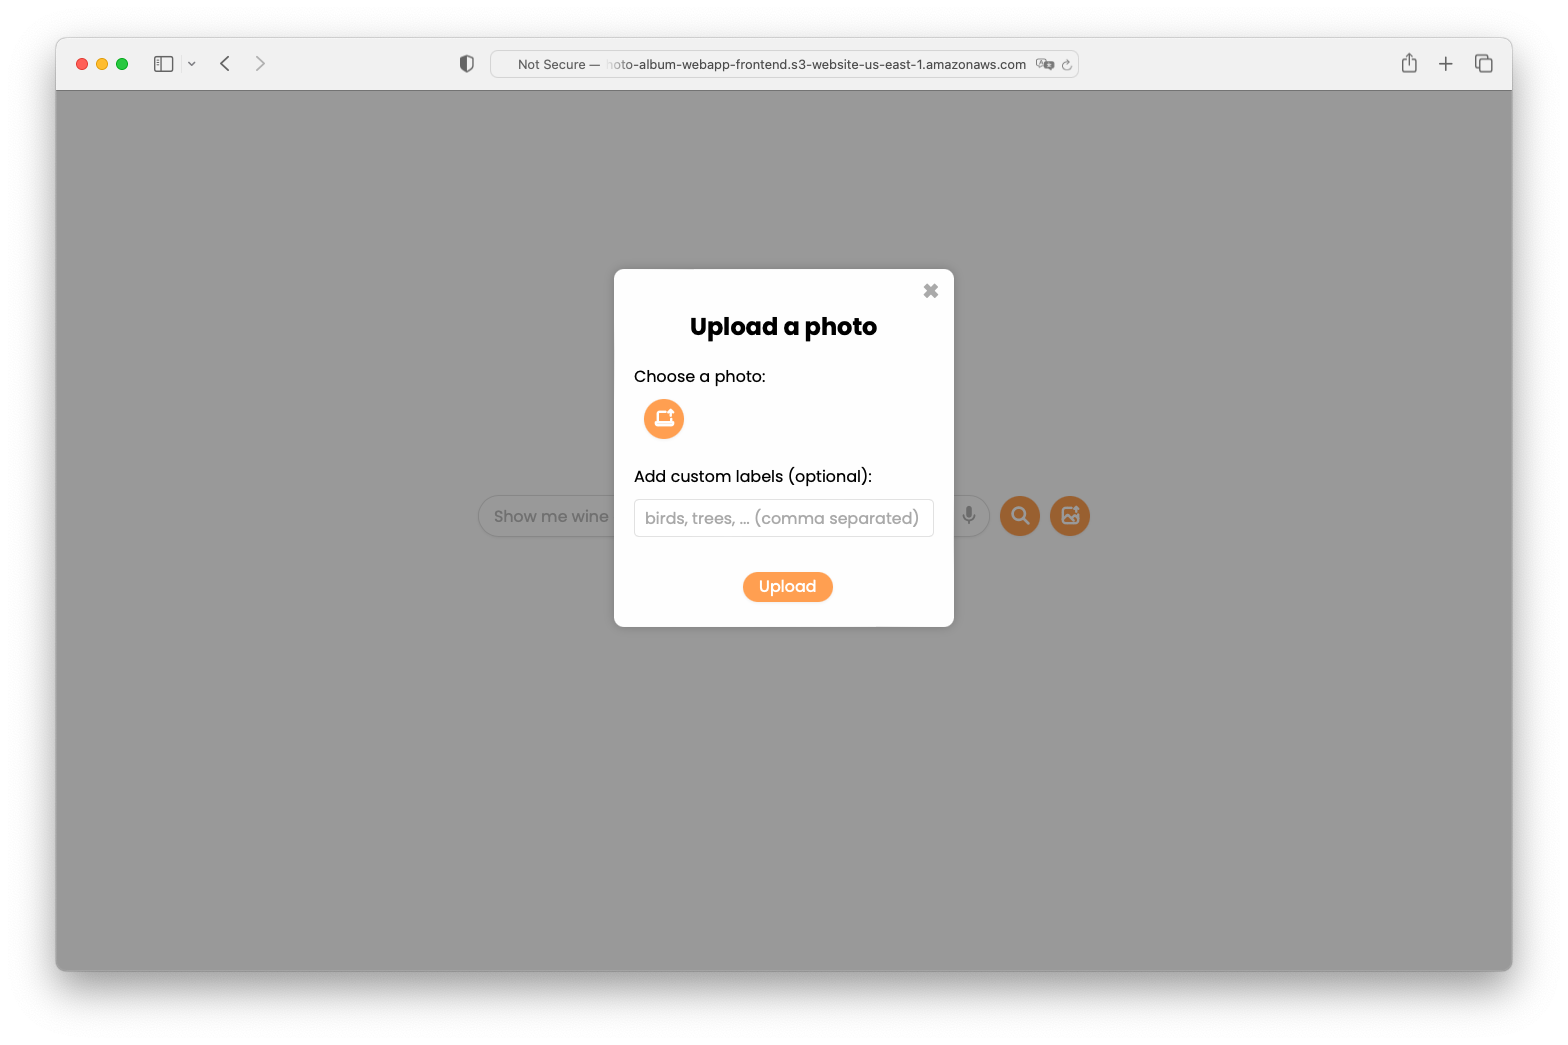 Not Secure — hoto-album-webapp-frontend.s3-website-us-east-1.amazonaws.com
Upload a photo
Choose a photo:
Add custom labels (optional):
Show me wine
birds, trees, ... (comma separated)
Upload